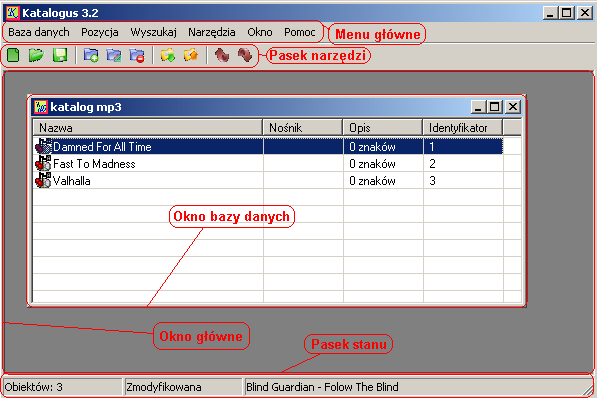 Katalogus 3.2
Baza danych Pozycja Wyszukaj Narzędzia Okno Pomoc
Menu główne
Pasek narzędzi
katalog mp3
Nazwa Nośnik Opis Identyfikator
Damned For All Time 0 znaków 1
Fast To Madness 0 znaków 2
Valhalla 0 znaków 3
Okno bazy danych
Okno główne
Pasek stanu
Obiektów: 3 Zmodyfikowana Blind Guardian - Folow The Blind